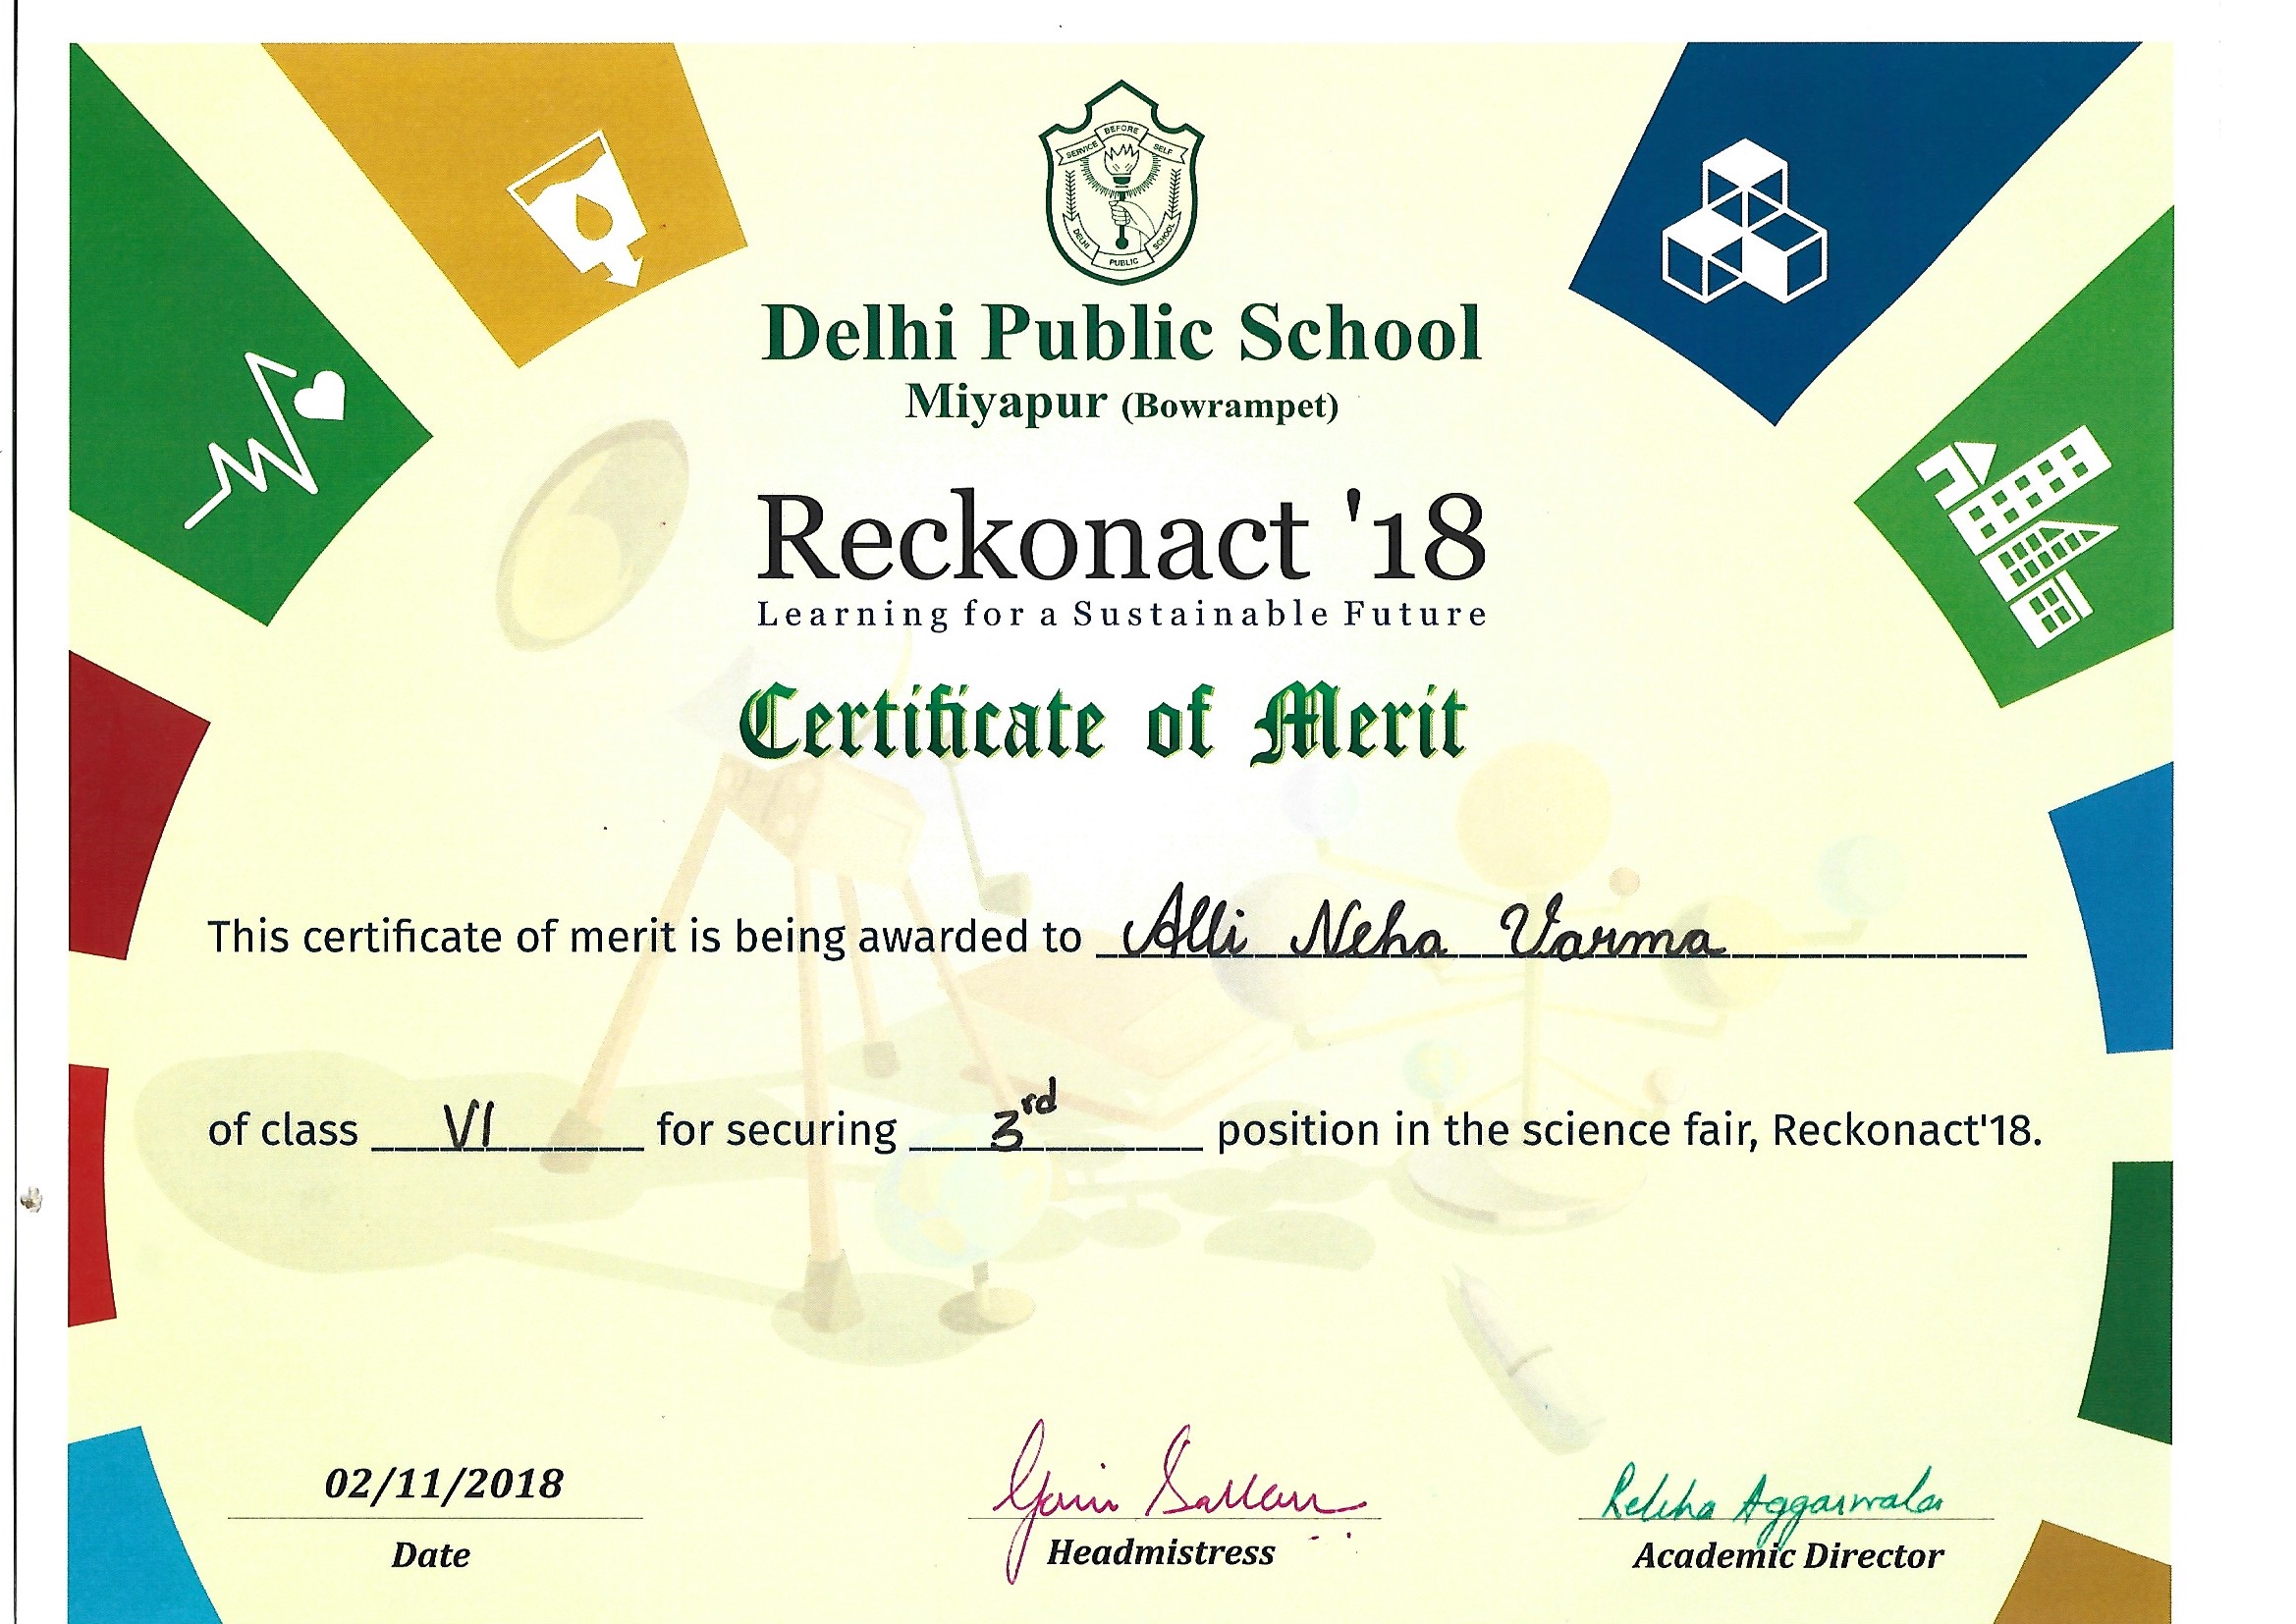 SERVICE BEFORE SELF
DELHI PUBLIC SCHOOL
Delhi Public School
Miyapur (Bowrampet)
Reckonact '18
Learning for a Sustainable Future
Certificate of Merit
This certificate of merit is being awarded to Alli Neha Varma
of class VI for securing 3rd position in the science fair, Reckonact'18.
02/11/2018
Date
Headmistress
Rekha Aggarwala
Academic Director